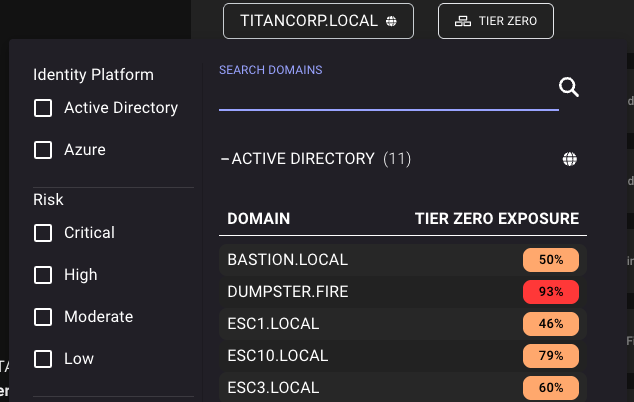 TITANCORP.LOCAL
TIER ZERO
Identity Platform
Active Directory
Azure
Risk
Critical
High
Moderate
Low
SEARCH DOMAINS
–ACTIVE DIRECTORY (11)
DOMAIN TIER ZERO EXPOSURE
BASTION.LOCAL 50%
DUMPSTER.FIRE 93%
ESC1.LOCAL 46%
ESC10.LOCAL 79%
ESC3.LOCAL 60%